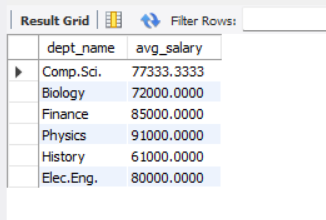 Result Grid Filter Rows:
dept_name avg_salary
Comp.Sci. 77333.3333
Biology 72000.0000
Finance 85000.0000
Physics 91000.0000
History 61000.0000
Elec.Eng. 80000.0000